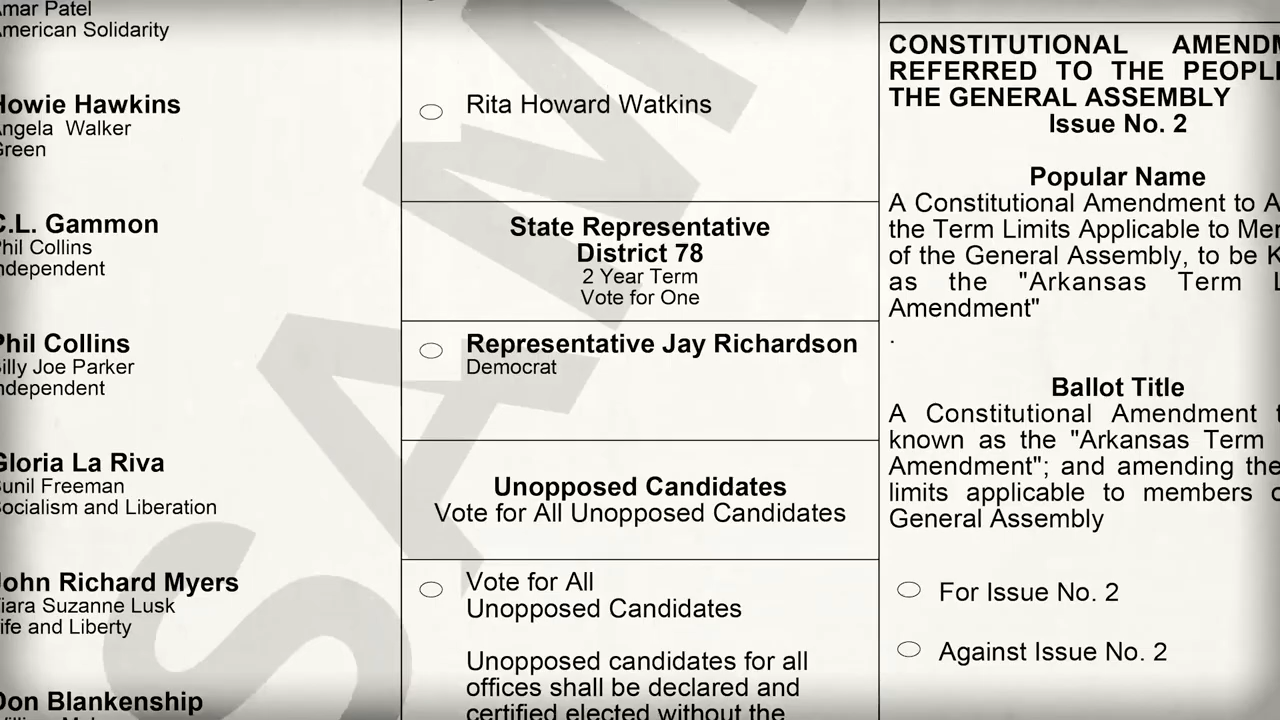 Amar Patel
American Solidarity
Howie Hawkins
Angela Walker
Green
C.L. Gammon
Phil Collins
Independent
Phil Collins
Billy Joe Parker
Independent
Gloria La Riva
Sunil Freeman
Socialism and Liberation
John Richard Myers
Tiara Suzanne Lusk
Life and Liberty
Don Blankenship
Rita Howard Watkins
State Representative
District 78
2 Year Term
Vote for One
Representative Jay Richardson
Democrat
Unopposed Candidates
Vote for All Unopposed Candidates
Vote for All
Unopposed Candidates
Unopposed candidates for all
offices shall be declared and
certified elected without the
CONSTITUTIONAL AMENDM
REFERRED TO THE PEOPL
THE GENERAL ASSEMBLY
Issue No. 2
Popular Name
A Constitutional Amendment to A
the Term Limits Applicable to Me
of the General Assembly, to be K
as the "Arkansas Term L
Amendment"
.
Ballot Title
A Constitutional Amendment t
known as the "Arkansas Term
Amendment"; and amending the
limits applicable to members o
General Assembly
For Issue No. 2
Against Issue No. 2
SAM